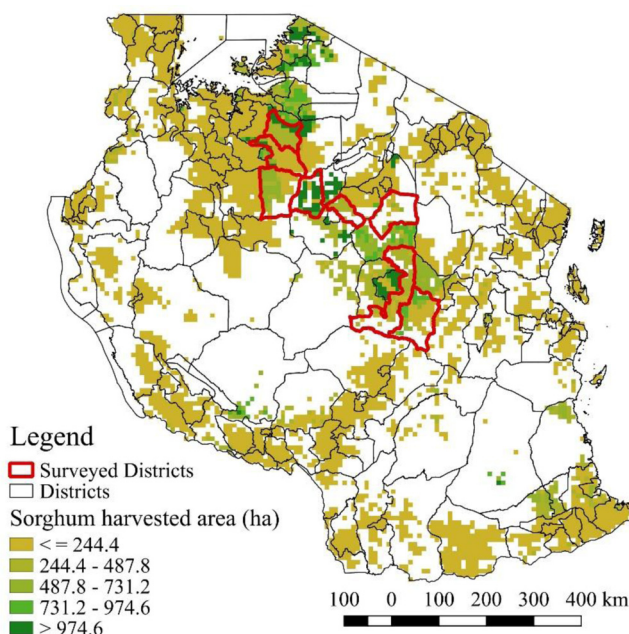 Legend
Surveyed Districts
Districts
Sorghum harvested area (ha)
< = 244.4
244.4 - 487.8
487.8 - 731.2
731.2 - 974.6
> 974.6
100 0 100 200 300 400 km